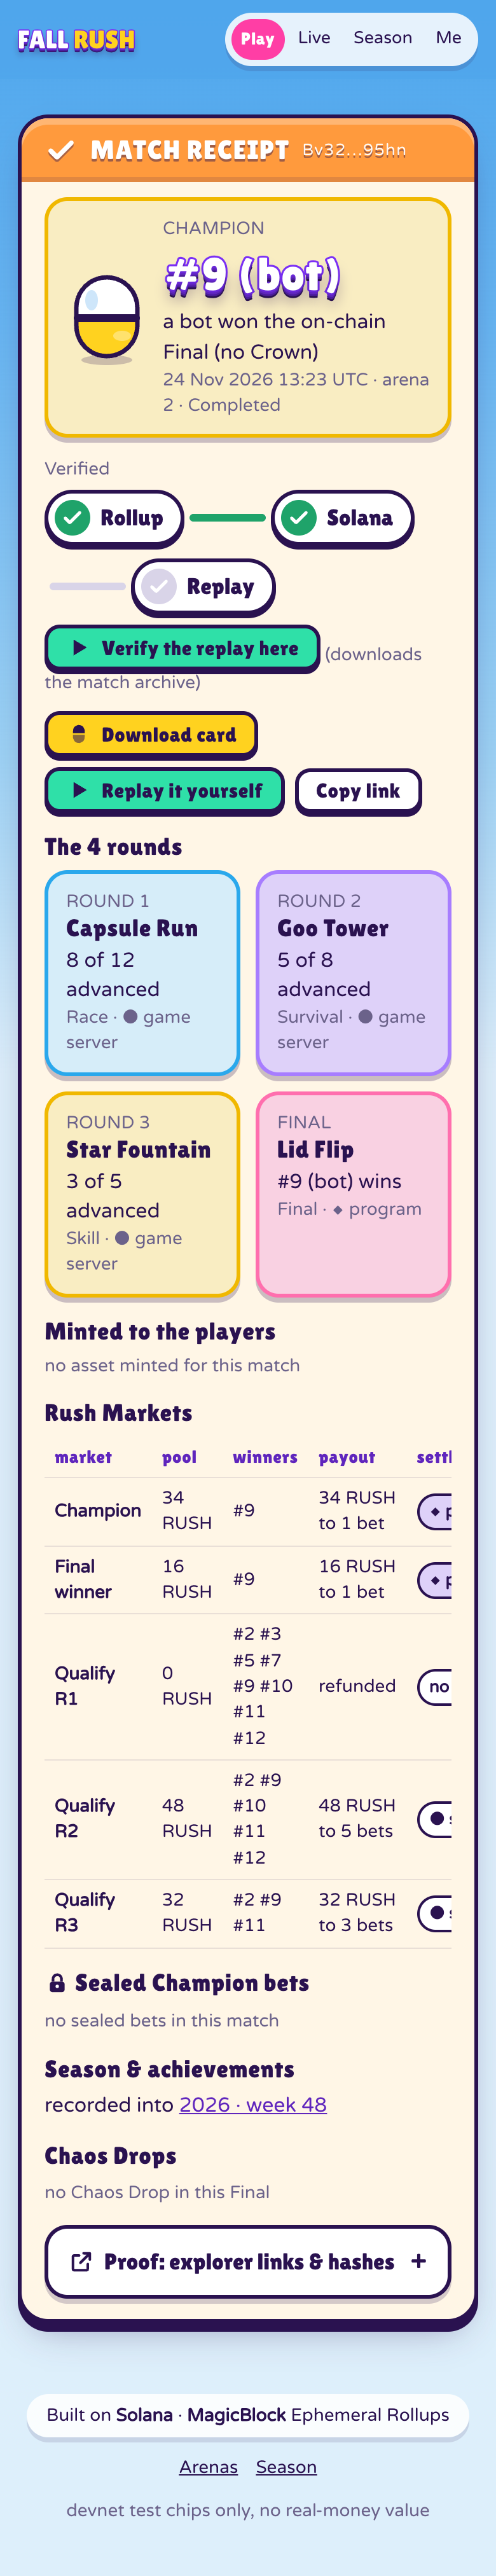 FALL RUSH
Play Live Season Me
MATCH RECEIPT Bv32...95hn
CHAMPION
#9 (bot)
a bot won the on-chain
Final (no Crown)
24 Nov 2026 13:23 UTC · arena
2 · Completed
Verified
Rollup Solana
Replay
Verify the replay here (downloads
the match archive)
Download card
Replay it yourself Copy link
The 4 rounds
ROUND 1
Capsule Run
8 of 12
advanced
Race · ● game
server
ROUND 2
Goo Tower
5 of 8
advanced
Survival · ● game
server
ROUND 3
Star Fountain
3 of 5
advanced
Skill · ● game
server
FINAL
Lid Flip
#9 (bot) wins
Final · ◆ program
Minted to the players
no asset minted for this match
Rush Markets
market pool winners payout
Champion 34 RUSH #9 34 RUSH to 1 bet
Final winner 16 RUSH #9 16 RUSH to 1 bet
Qualify R1 0 RUSH #2 #3 #5 #7 #9 #10 #11 #12 refunded no
Qualify R2 48 RUSH #2 #9 #10 #11 #12 48 RUSH to 5 bets
Qualify R3 32 RUSH #2 #9 #11 32 RUSH to 3 bets
Sealed Champion bets
no sealed bets in this match
Season & achievements
recorded into 2026 · week 48
Chaos Drops
no Chaos Drop in this Final
Proof: explorer links & hashes +
Built on Solana · MagicBlock Ephemeral Rollups
Arenas Season
devnet test chips only, no real-money value